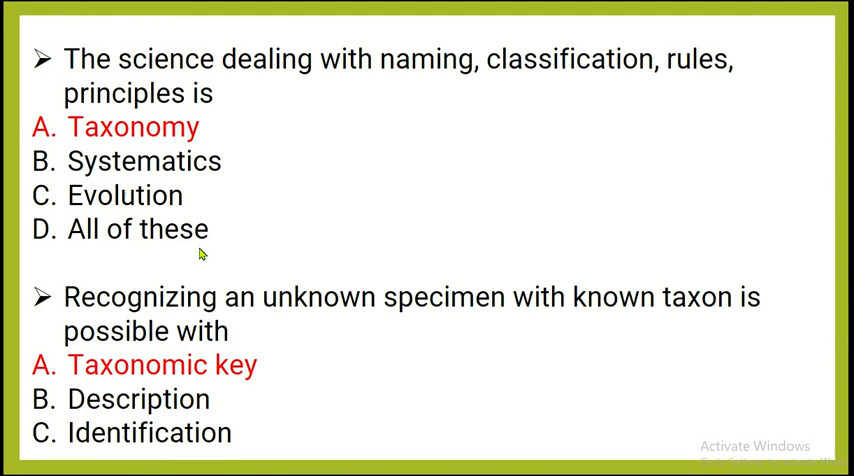 ➢ The science dealing with naming, classification, rules,
principles is
A. Taxonomy
B. Systematics
C. Evolution
D. All of these
➢ Recognizing an unknown specimen with known taxon is
possible with
A. Taxonomic key
B. Description
C. Identification
Activate Windows